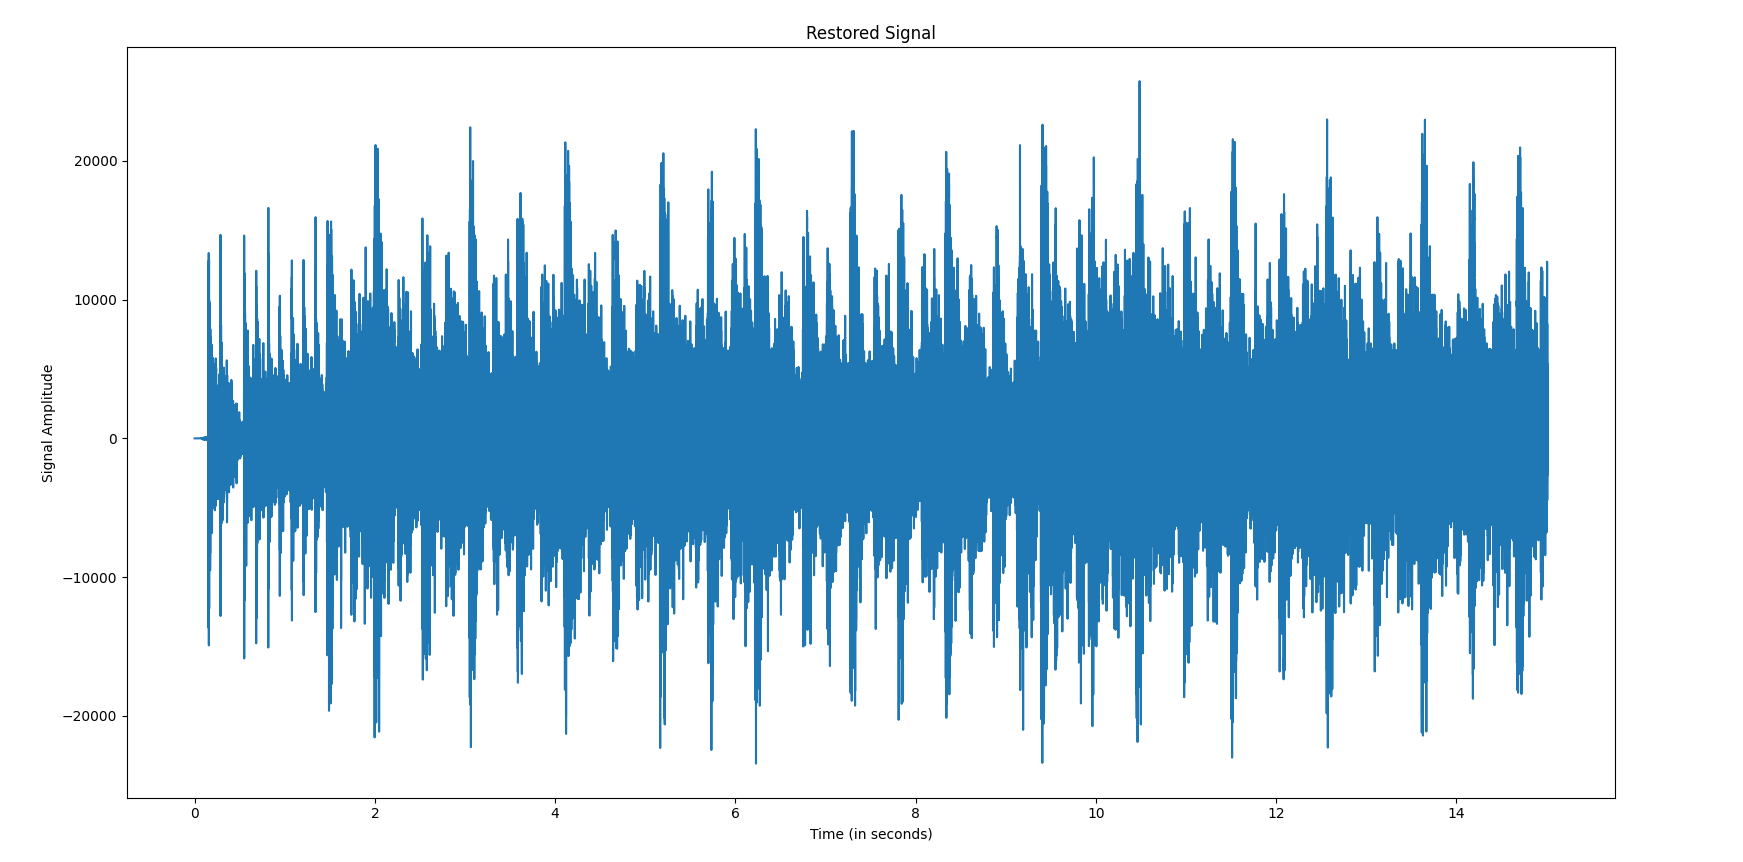 Restored Signal
Signal Amplitude
20000
10000
0
−10000
−20000
0 2 4 6 8 10 12 14
Time (in seconds)